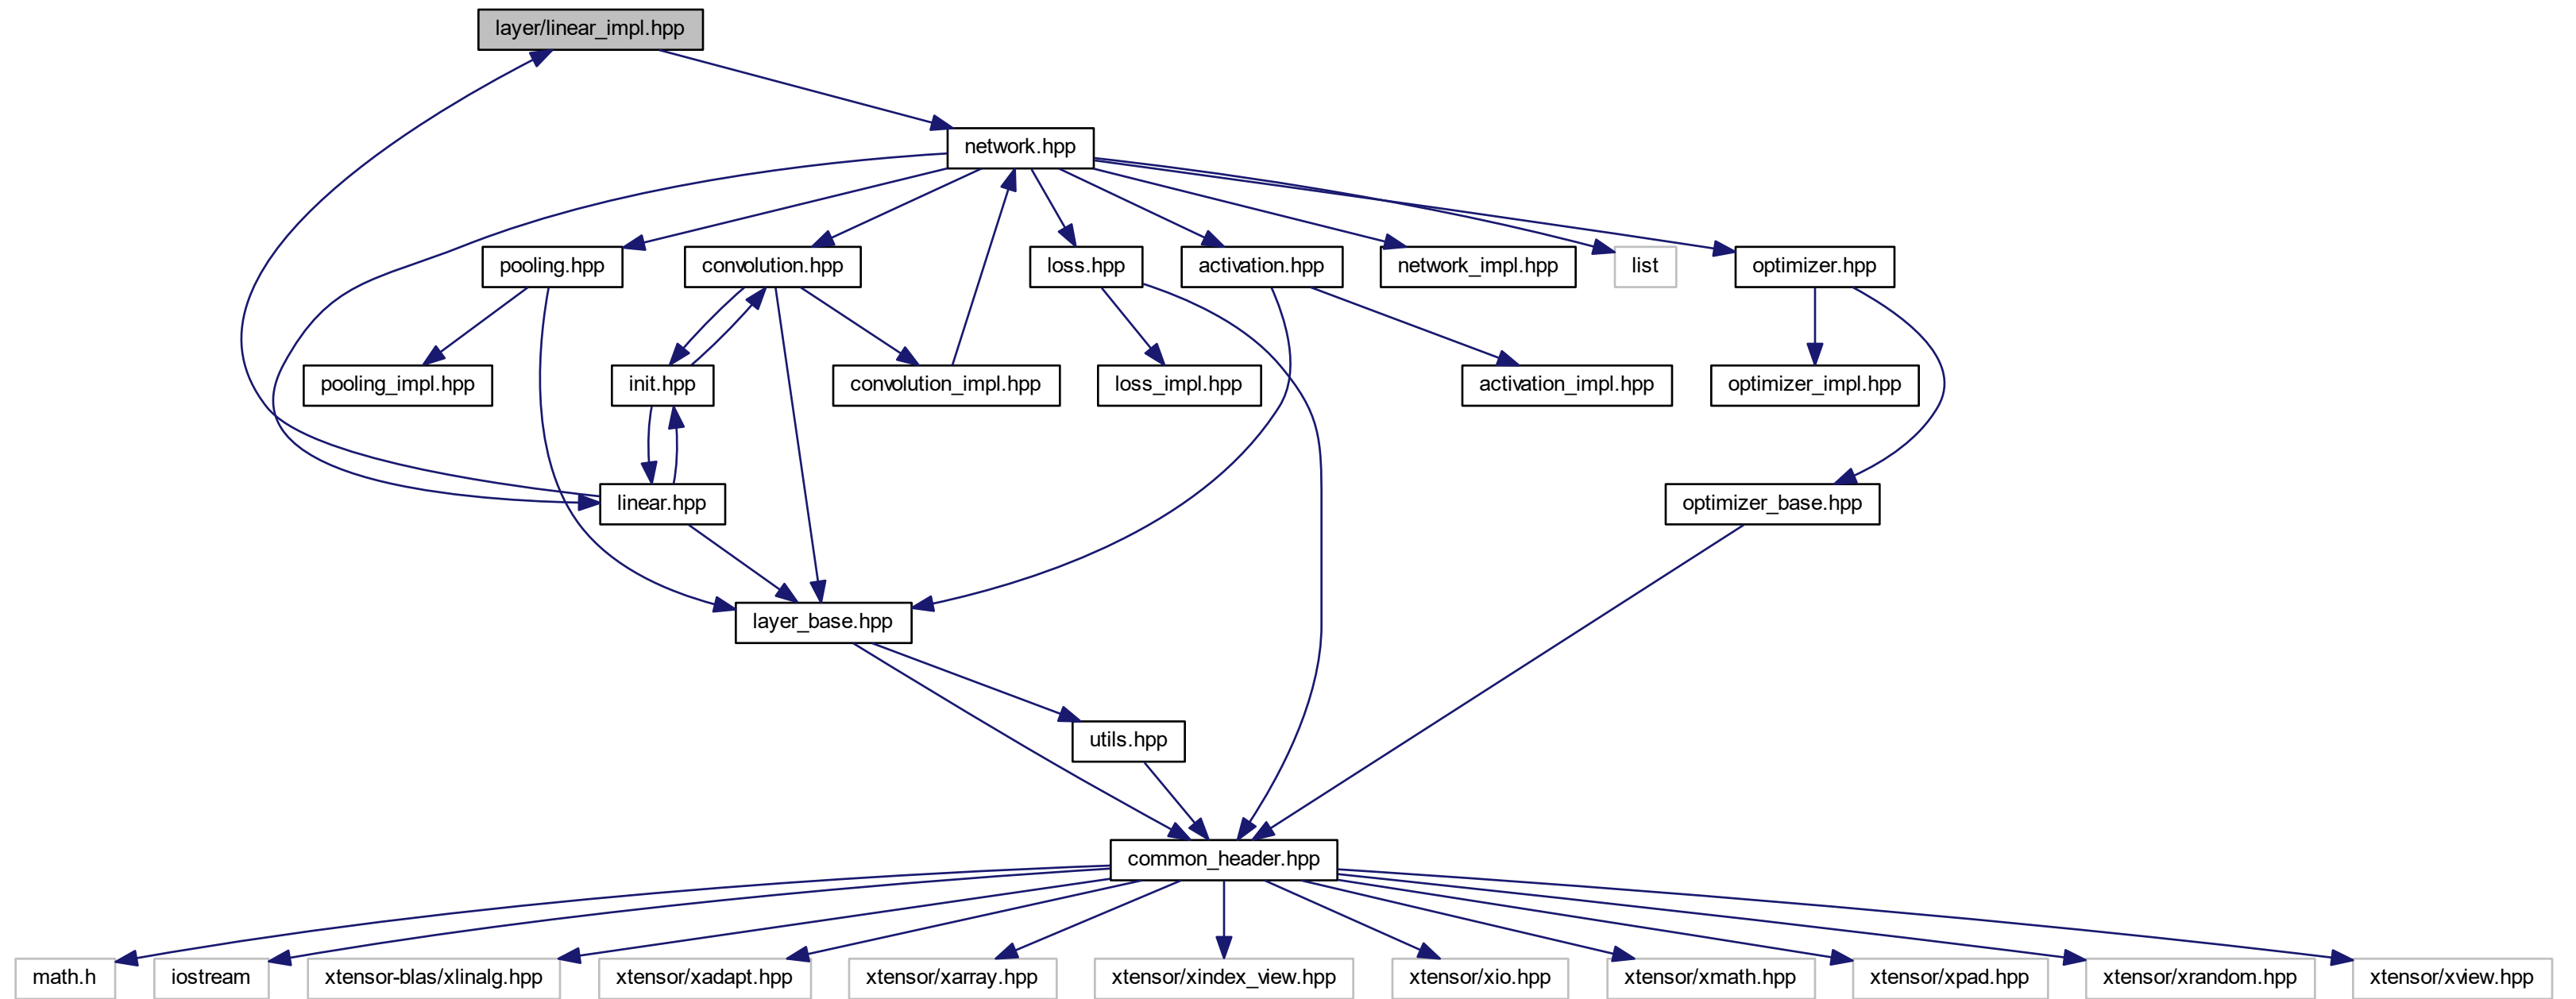 layer/linear_impl.hpp
network.hpp
pooling.hpp
convolution.hpp
loss.hpp
activation.hpp
network_impl.hpp
list
optimizer.hpp
pooling_impl.hpp
init.hpp
convolution_impl.hpp
loss_impl.hpp
activation_impl.hpp
optimizer_impl.hpp
linear.hpp
optimizer_base.hpp
layer_base.hpp
utils.hpp
common_header.hpp
math.h
iostream
xtensor-blas/xlinalg.hpp
xtensor/xadapt.hpp
xtensor/xarray.hpp
xtensor/xindex_view.hpp
xtensor/xio.hpp
xtensor/xmath.hpp
xtensor/xpad.hpp
xtensor/xrandom.hpp
xtensor/xview.hpp